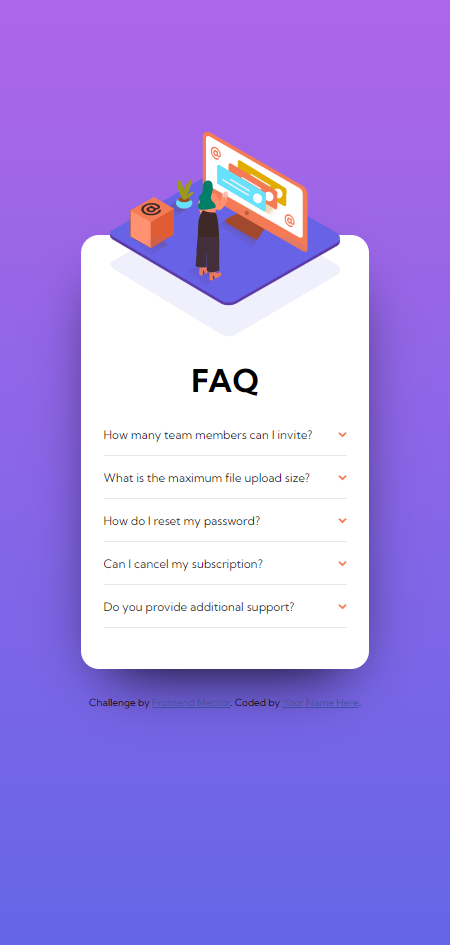 @
@
@
FAQ
How many team members can I invite?
What is the maximum file upload size?
How do I reset my password?
Can I cancel my subscription?
Do you provide additional support?
Challenge by Frontend Mentor. Coded by Your Name Here.